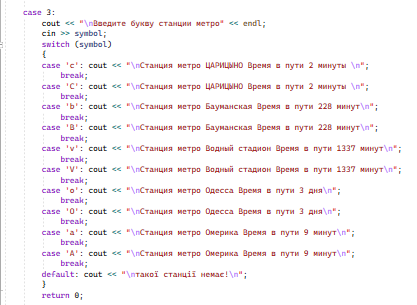 case 3:
cout << "\nВведите букву станции метро" << endl;
cin >> symbol;
switch (symbol)
{
case 'c': cout << "\nСтанция метро ЦАРИЦЫНО Время в пути 2 минуты \n";
break;
case 'C': cout << "\nСтанция метро ЦАРИЦЫНО Время в пути 2 минуты \n";
break;
case 'b': cout << "\nСтанция метро Бауманская Время в пути 228 минут\n";
break;
case 'B': cout << "\nСтанция метро Бауманская Время в пути 228 минут\n";
break;
case 'v': cout << "\nСтанция метро Водный стадион Время в пути 1337 минут\n";
break;
case 'V': cout << "\nСтанция метро Водный стадион Время в пути 1337 минут\n";
break;
case 'o': cout << "\nСтанция метро Одесса Время в пути 3 дня\n";
break;
case 'O': cout << "\nСтанция метро Одесса Время в пути 3 дня\n";
break;
case 'a': cout << "\nСтанция метро Омерика Время в пути 9 минут\n";
break;
case 'A': cout << "\nСтанция метро Омерика Время в пути 9 минут\n";
break;
default: cout << "\nтакої станції немає!\n";
}
return 0;